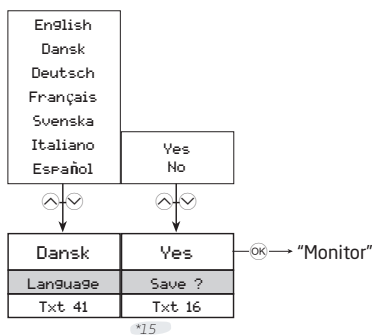 English
Dansk
Deutsch
Français
Svenska
Italiano
Español
Yes
No
Dansk
Yes
OK
"Monitor"
Language
Save ?
Txt 41
Txt 16
*15